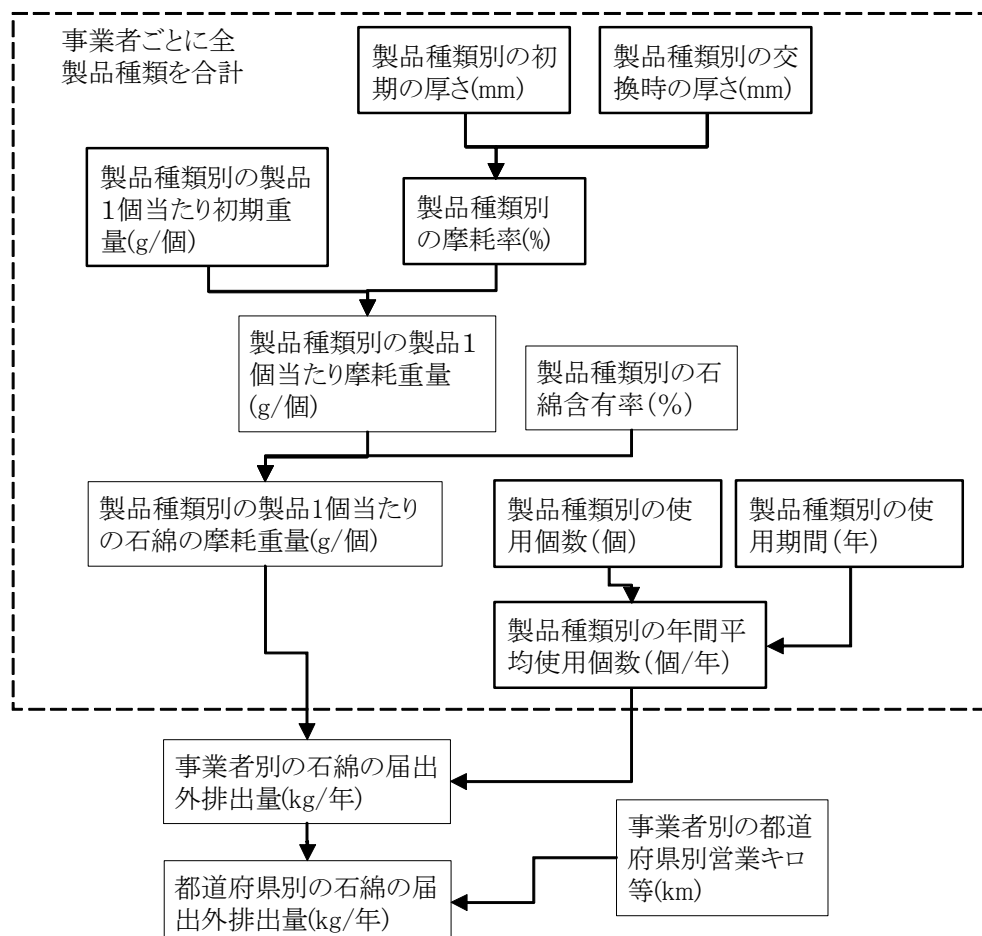 事業者ごとに全
製品種類を合計
製品種類別の初
期の厚さ(mm)
製品種類別の交
換時の厚さ(mm)
製品種類別の製品
1個当たり初期重
量(g/個)
製品種類別
の摩耗率(%)
製品種類別の製品１
個当たり摩耗重量
(g/個)
製品種類別の石
綿含有率（％）
製品種類別の製品1個当たり
の石綿の摩耗重量(g/個)
製品種類別の使
用個数（個）
製品種類別の使
用期間（年）
製品種類別の年間平
均使用個数（個/年）
事業者別の石綿の届出
外排出量(kg/年)
事業者別の都道
府県別営業キロ
等(km)
都道府県別の石綿の届
出外排出量(kg/年)